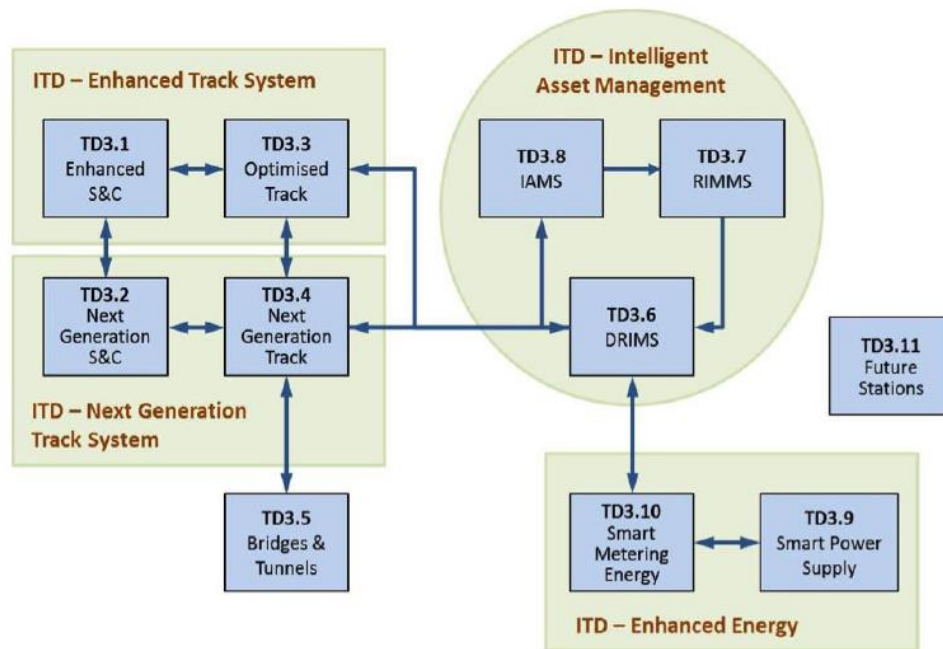 ITD – Enhanced Track System
TD3.1
Enhanced
S&C
TD3.3
Optimised
Track
TD3.2
Next
Generation
S&C
TD3.4
Next
Generation
Track
ITD – Next Generation
Track System
TD3.5
Bridges &
Tunnels
ITD – Intelligent
Asset Management
TD3.8
IAMS
TD3.7
RIMMS
TD3.6
DRIMS
TD3.11
Future
Stations
TD3.10
Smart
Metering
Energy
TD3.9
Smart Power
Supply
ITD – Enhanced Energy